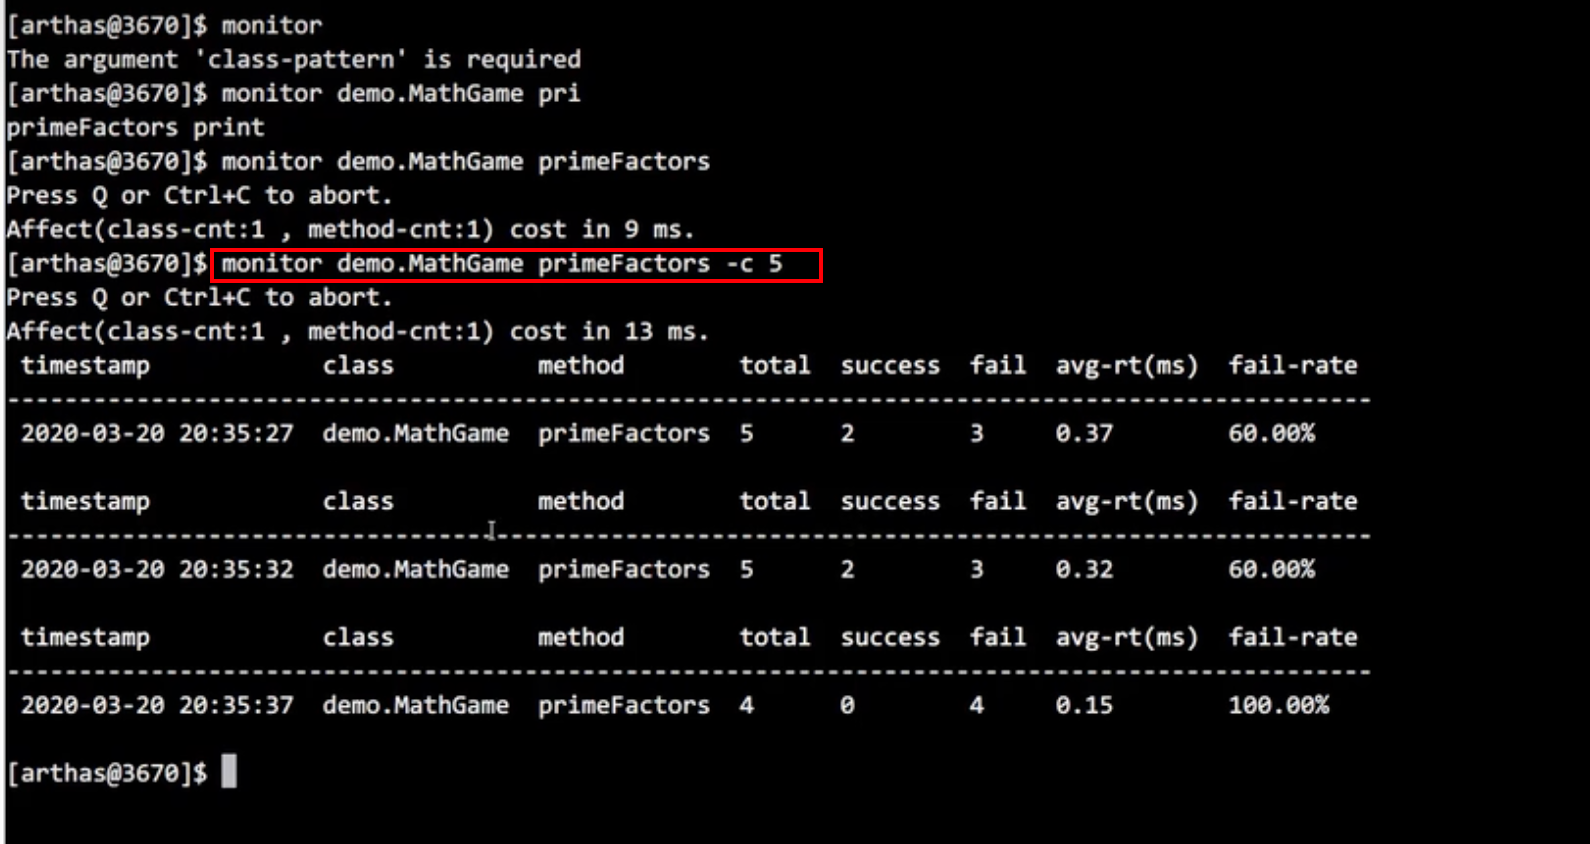 [arthas@3670]$ monitor
The argument 'class-pattern' is required
[arthas@3670]$ monitor demo.MathGame pri
primeFactors print
[arthas@3670]$ monitor demo.MathGame primeFactors
Press Q or Ctrl+C to abort.
Affect(class-cnt:1 , method-cnt:1) cost in 9 ms.
[arthas@3670]$ monitor demo.MathGame primeFactors -c 5
Press Q or Ctrl+C to abort.
Affect(class-cnt:1 , method-cnt:1) cost in 13 ms.
timestamp class method total success fail avg-rt(ms) fail-rate
-----------------------------------------------------------------------------------------------
2020-03-20 20:35:27 demo.MathGame primeFactors 5 2 3 0.37 60.00%
timestamp class method total success fail avg-rt(ms) fail-rate
-----------------------------------------------------------------------------------------------
2020-03-20 20:35:32 demo.MathGame primeFactors 5 2 3 0.32 60.00%
timestamp class method total success fail avg-rt(ms) fail-rate
-----------------------------------------------------------------------------------------------
2020-03-20 20:35:37 demo.MathGame primeFactors 4 0 4 0.15 100.00%
[arthas@3670]$